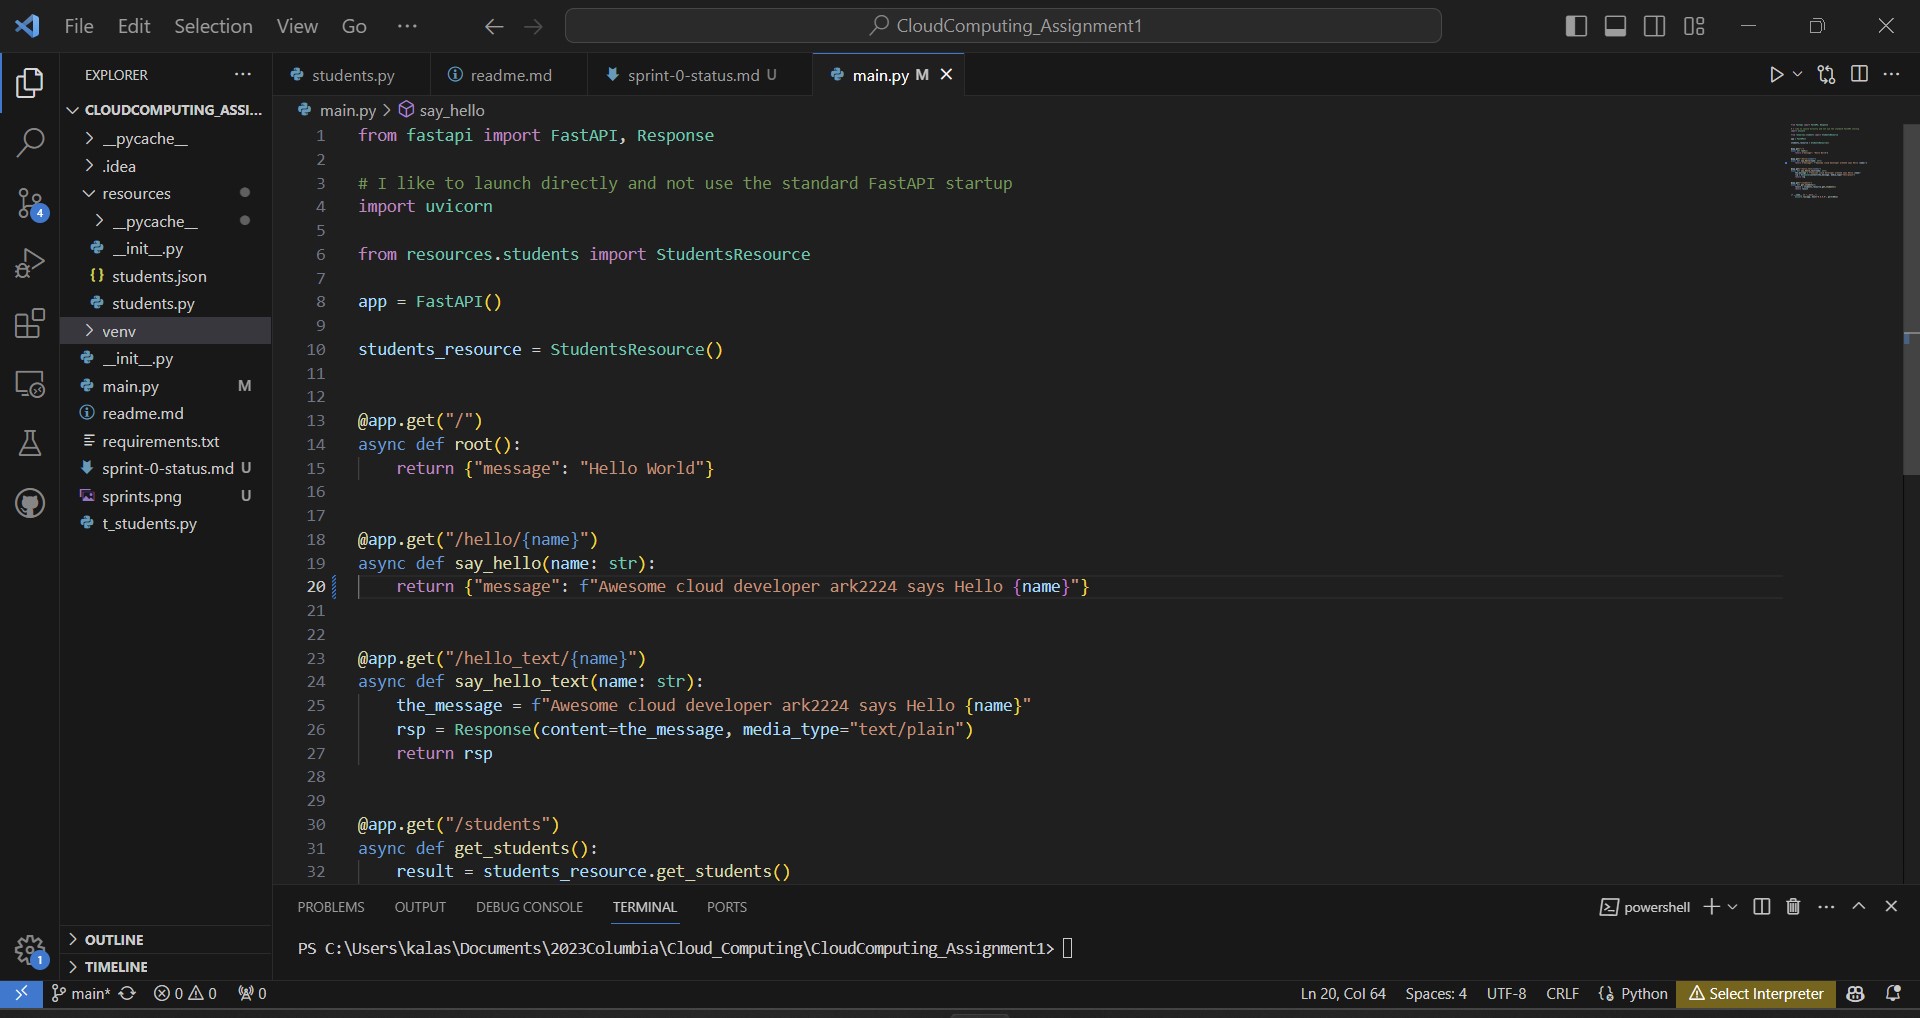 File Edit Selection View Go ··· CloudComputing_Assignment1
EXPLORER ···
CLOUDCOMPUTING_ASSI...
__pycache__
.idea
resources
__pycache__
__init__.py
students.json
students.py
venv
__init__.py
main.py M
readme.md
requirements.txt
sprint-0-status.md U
sprints.png U
t_students.py
OUTLINE
TIMELINE
4
1
students.py readme.md sprint-0-status.md U main.py M
main.py > say_hello
1 from fastapi import FastAPI, Response
2
3 # I like to launch directly and not use the standard FastAPI startup
4 import uvicorn
5
6 from resources.students import StudentsResource
7
8 app = FastAPI()
9
10 students_resource = StudentsResource()
11
12
13 @app.get("/")
14 async def root():
15     return {"message": "Hello World"}
16
17
18 @app.get("/hello/{name}")
19 async def say_hello(name: str):
20     return {"message": f"Awesome cloud developer ark2224 says Hello {name}"}
21
22
23 @app.get("/hello_text/{name}")
24 async def say_hello_text(name: str):
25     the_message = f"Awesome cloud developer ark2224 says Hello {name}"
26     rsp = Response(content=the_message, media_type="text/plain")
27     return rsp
28
29
30 @app.get("/students")
31 async def get_students():
32     result = students_resource.get_students()
PROBLEMS OUTPUT DEBUG CONSOLE TERMINAL PORTS powershell
PS C:\Users\kalas\Documents\2023Columbia\Cloud_Computing\CloudComputing_Assignment1>
main* 0 0 0 Ln 20, Col 64 Spaces: 4 UTF-8 CRLF Python Select Interpreter